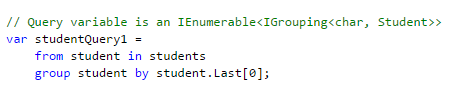 // Query variable is an IEnumerable<IGrouping<char, Student>>
var studentQuery1 =
    from student in students
    group student by student.Last[0];